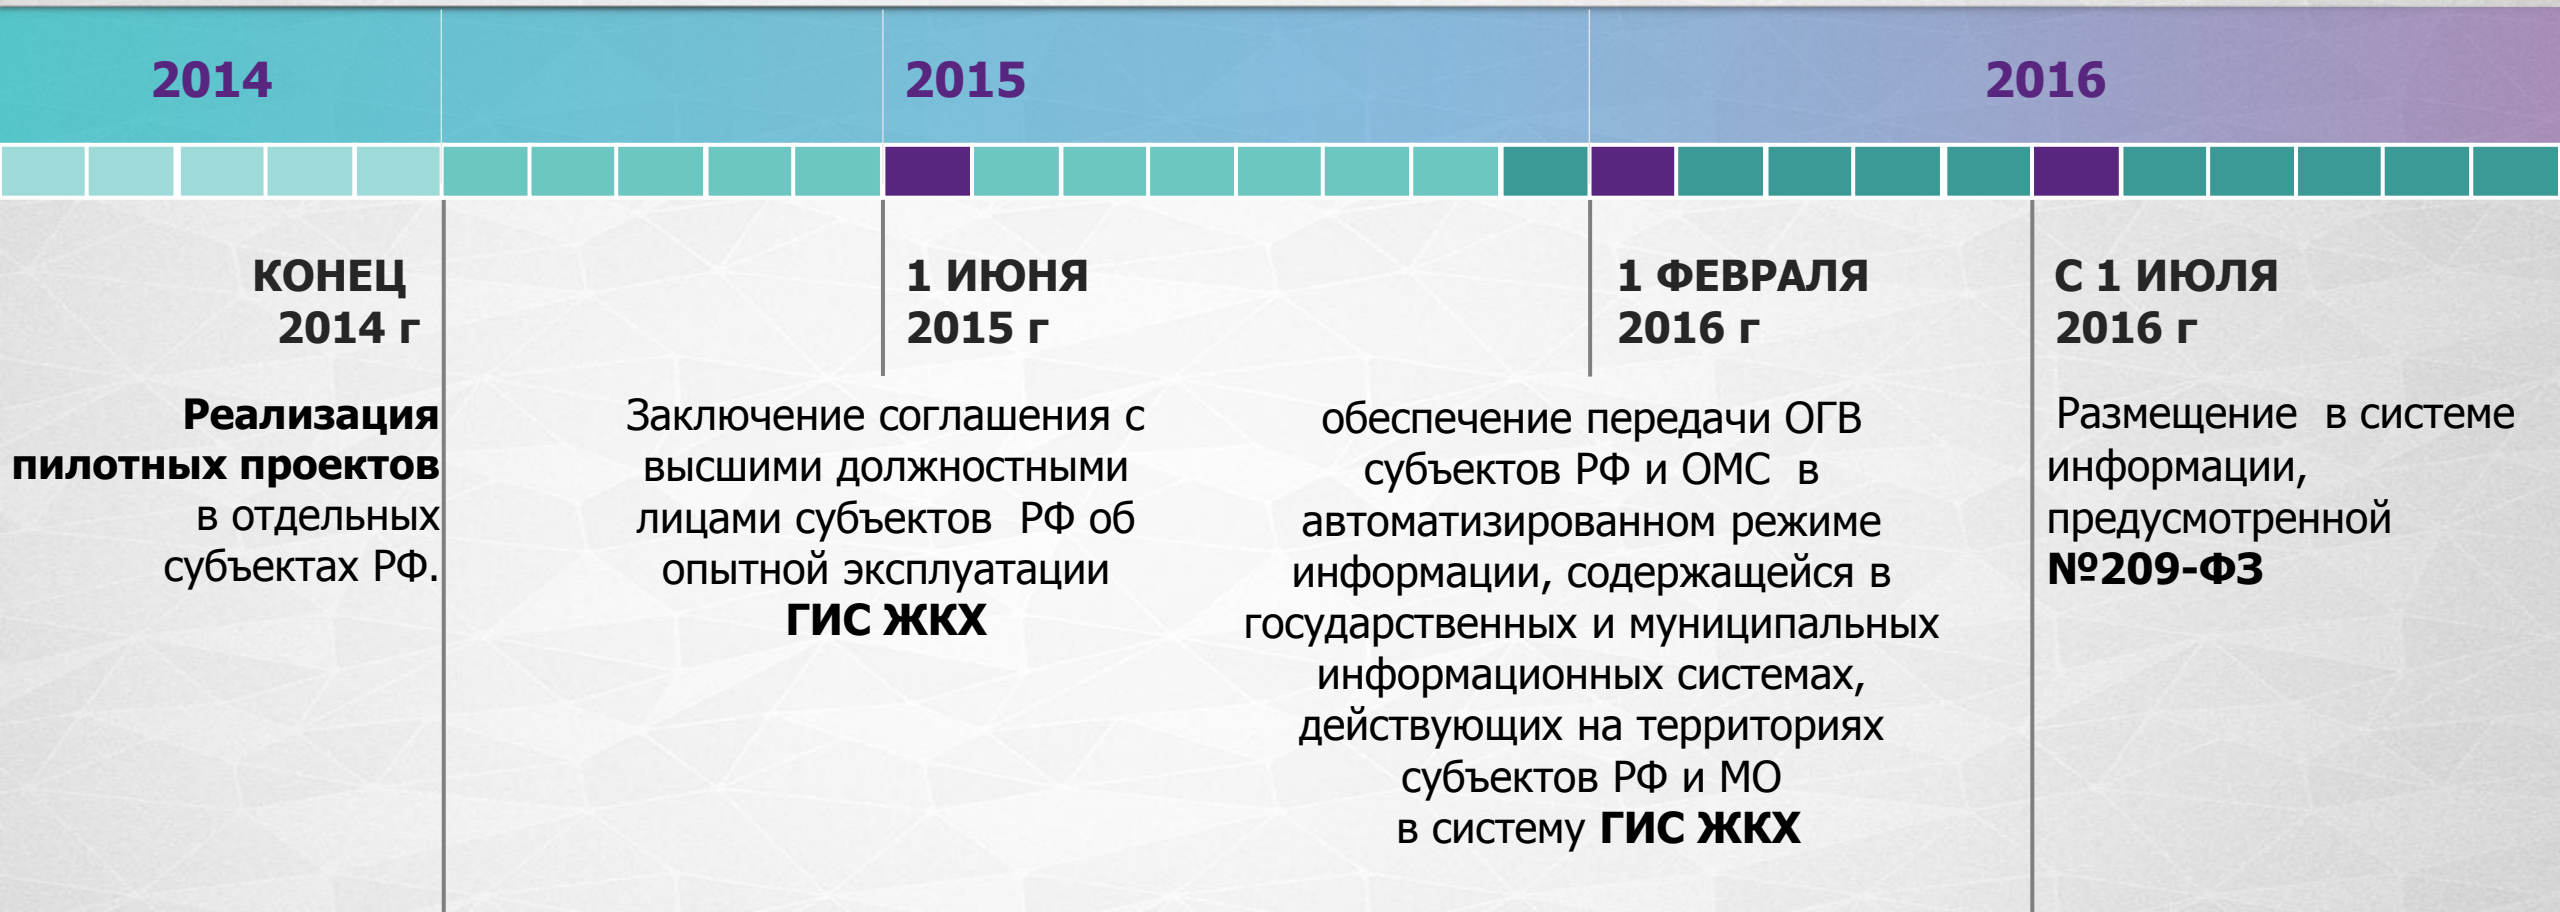 2014
2015
2016
КОНЕЦ
2014 г
Реализация
пилотных проектов
в отдельных
субъектах РФ.
1 ИЮНЯ
2015 г
Заключение соглашения с
высшими должностными
лицами субъектов РФ об
опытной эксплуатации
ГИС ЖКХ
1 ФЕВРАЛЯ
2016 г
обеспечение передачи ОГВ
субъектов РФ и ОМС в
автоматизированном режиме
информации, содержащейся в
государственных и муниципальных
информационных системах,
действующих на территориях
субъектов РФ и МО
в систему ГИС ЖКХ
С 1 ИЮЛЯ
2016 г
Размещение в системе
информации,
предусмотренной
№209-ФЗ